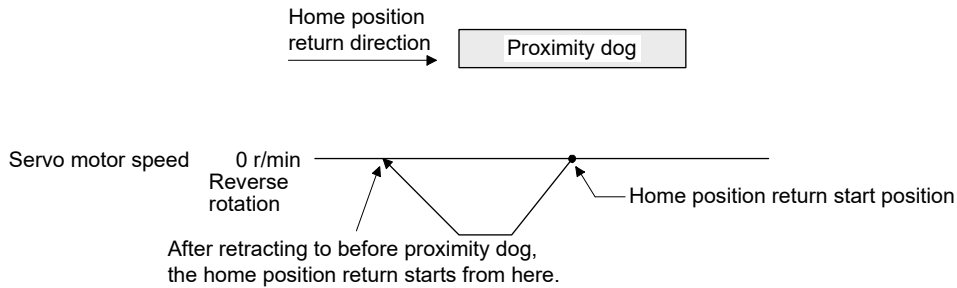 Home position
return direction
Proximity dog
Servo motor speed 0 r/min
Reverse
rotation
Home position return start position
After retracting to before proximity dog,
the home position return starts from here.